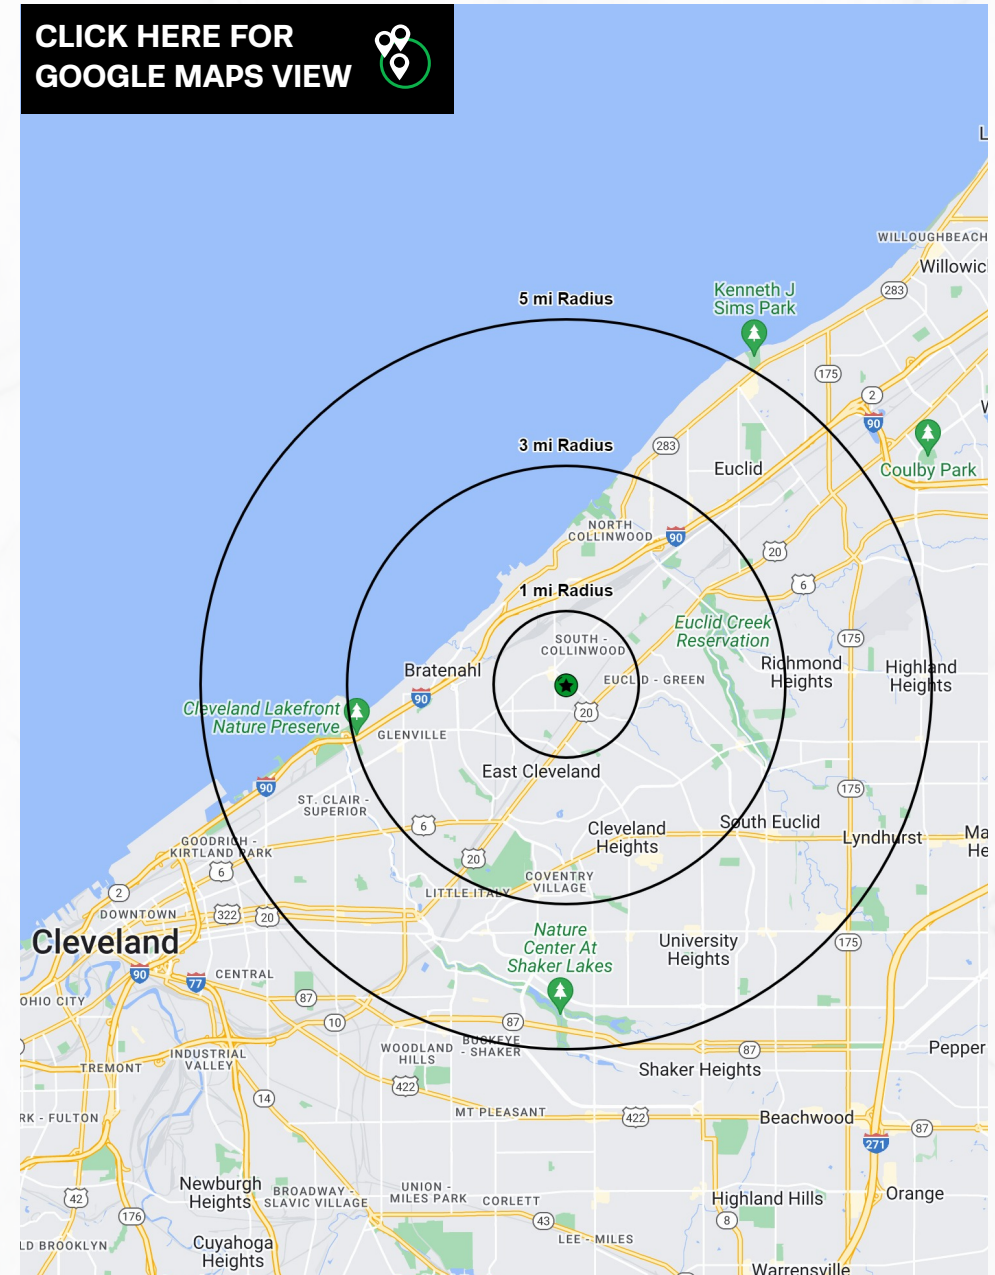 CLICK HERE FOR
GOOGLE MAPS VIEW
L
WILLOUGHBEACH
Willowic
283
Kenneth J
Sims Park
5 mi Radius
175
2
90
W
3 mi Radius
283
Euclid
Coulby Park
NORTH
COLLINWOOD
90
20
6
1 mi Radius
Euclid Creek
Reservation
SOUTH -
COLLINWOOD
175
Bratenahl
EUCLID - GREEN
Richmond
Heights
Highland
Heights
90
20
Cleveland Lakefront
Nature Preserve
GLENVILLE
East Cleveland
90
175
ST. CLAIR -
SUPERIOR
6
Cleveland
Heights
South Euclid
Lyndhurst
Ma
He
GOODRICH -
KIRTLAND PARK
6
20
COVENTRY
VILLAGE
LITTLE ITALY
2
DOWNTOWN
322
20
Cleveland
Nature
Center At
Shaker Lakes
University
Heights
175
90
77
CENTRAL
OHIO CITY
87
10
87
BUCKEYE
- SHAKER
WOODLAND
HILLS
87
Pepper
INDUSTRIAL
VALLEY
TREMONT
Shaker Heights
422
14
MT PLEASANT
422
Beachwood
87
RK - FULTON
271
Newburgh
Heights
BROADWAY -
SLAVIC VILLAGE
UNION -
MILES PARK
CORLETT
Highland Hills
Orange
42
176
43
8
LEE - MILES
LD BROOKLYN
Cuyahoga
Heights
Warrensville